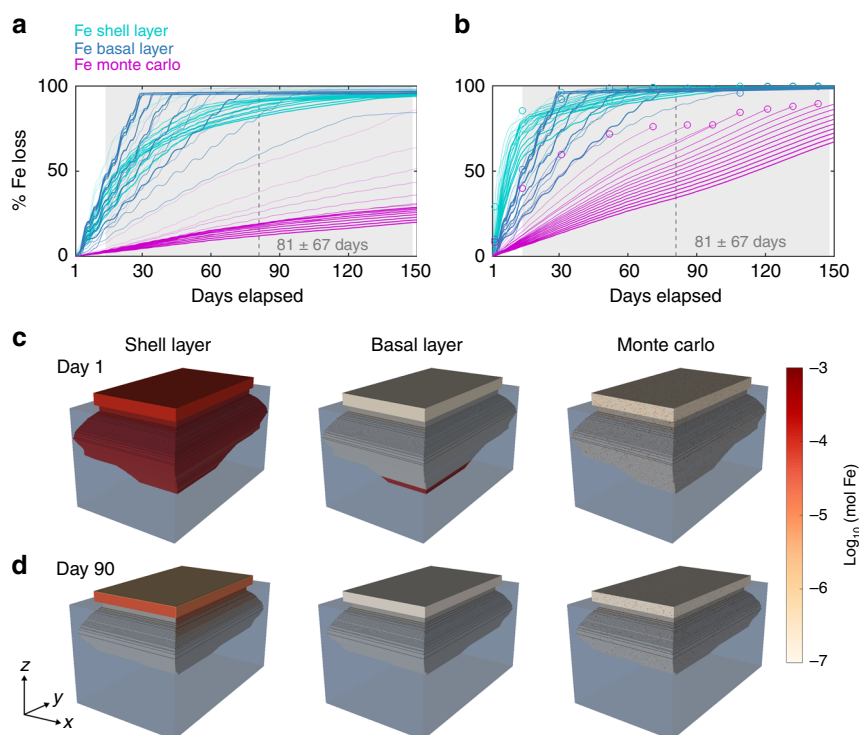 a
b
Fe shell layer
Fe basal layer
Fe monte carlo
% Fe loss
100
50
0
1
30
60
90
120
150
Days elapsed
81 ± 67 days
100
50
0
1
30
60
90
120
150
Days elapsed
81 ± 67 days
c
Shell layer
Basal layer
Monte carlo
Day 1
d
Day 90
z
y
x
–3
–4
–5
–6
–7
Log10 (mol Fe)